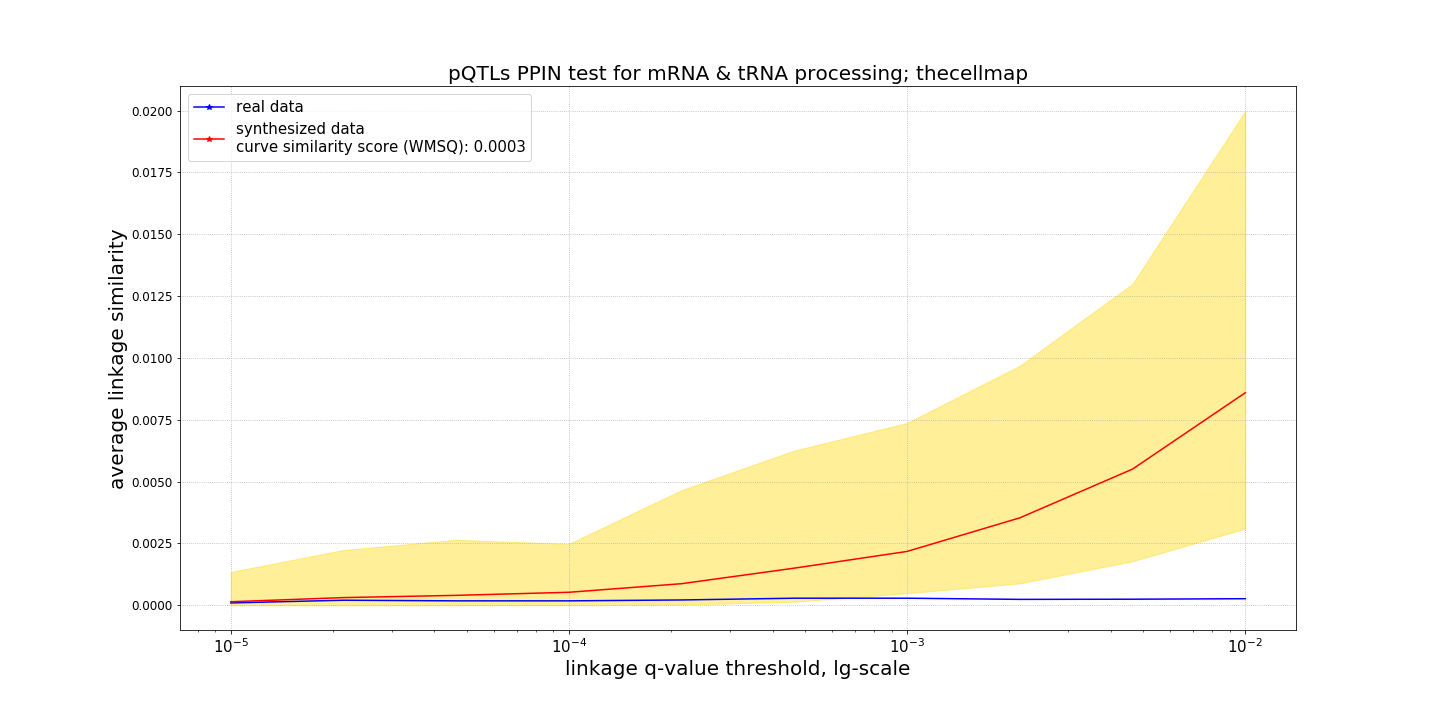 pQTLs PPIN test for mRNA & tRNA processing; thecellmap
real data
synthesized data
curve similarity score (WMSQ): 0.0003
average linkage similarity
0.0200
0.0175
0.0150
0.0125
0.0100
0.0075
0.0050
0.0025
0.0000
10⁻⁵ 10⁻⁴ 10⁻³ 10⁻²
linkage q-value threshold, lg-scale